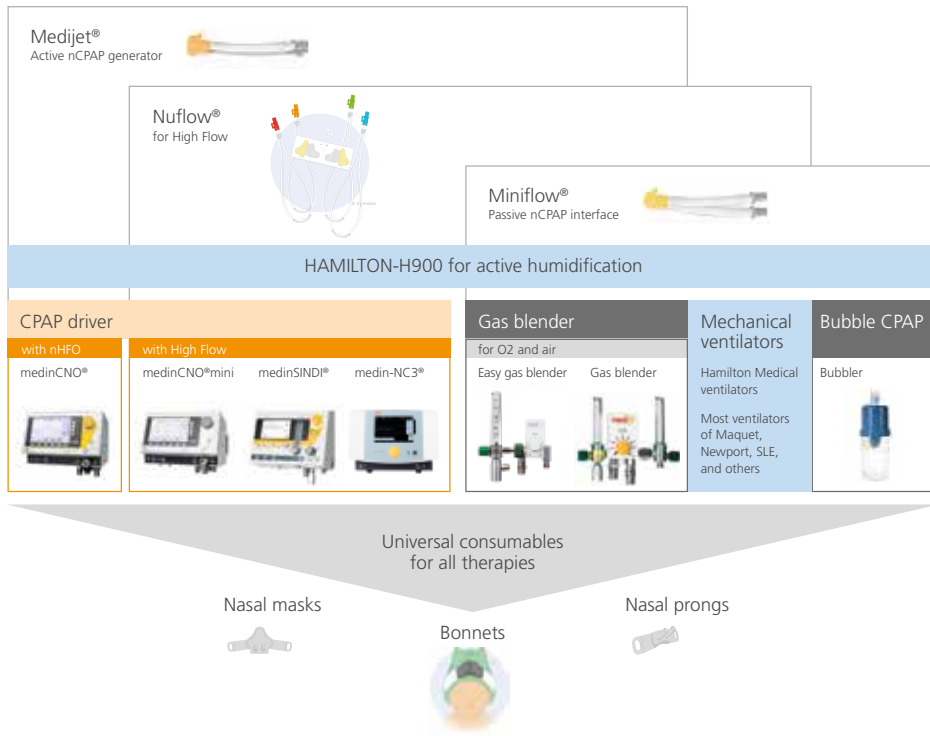 Medijet®
Active nCPAP generator
Nuflow®
for High Flow
Miniflow®
Passive nCPAP interface
HAMILTON-H900 for active humidification
CPAP driver
with nHFO
medinCNO®
with High Flow
medinCNO®mini
medinSINDI®
medin-NC3®
Gas blender
for O2 and air
Easy gas blender
Gas blender
Mechanical
ventilators
Hamilton Medical
ventilators
Most ventilators
of Maquet,
Newport, SLE,
and others
Bubble CPAP
Bubbler
Universal consumables
for all therapies
Nasal masks
Bonnets
Nasal prongs